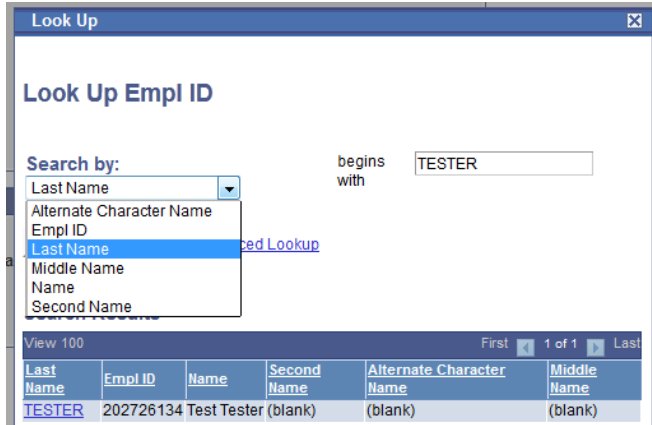 Look Up
Look Up Empl ID
Search by:
begins with
TESTER
Last Name
Alternate Character Name
Empl ID
Last Name
Middle Name
Name
Second Name
ced Lookup
Search Results
View 100 First 1 of 1 Last
Last Name Empl ID Name Second Name Alternate Character Name Middle Name
TESTER 202726134 Test Tester (blank) (blank) (blank)